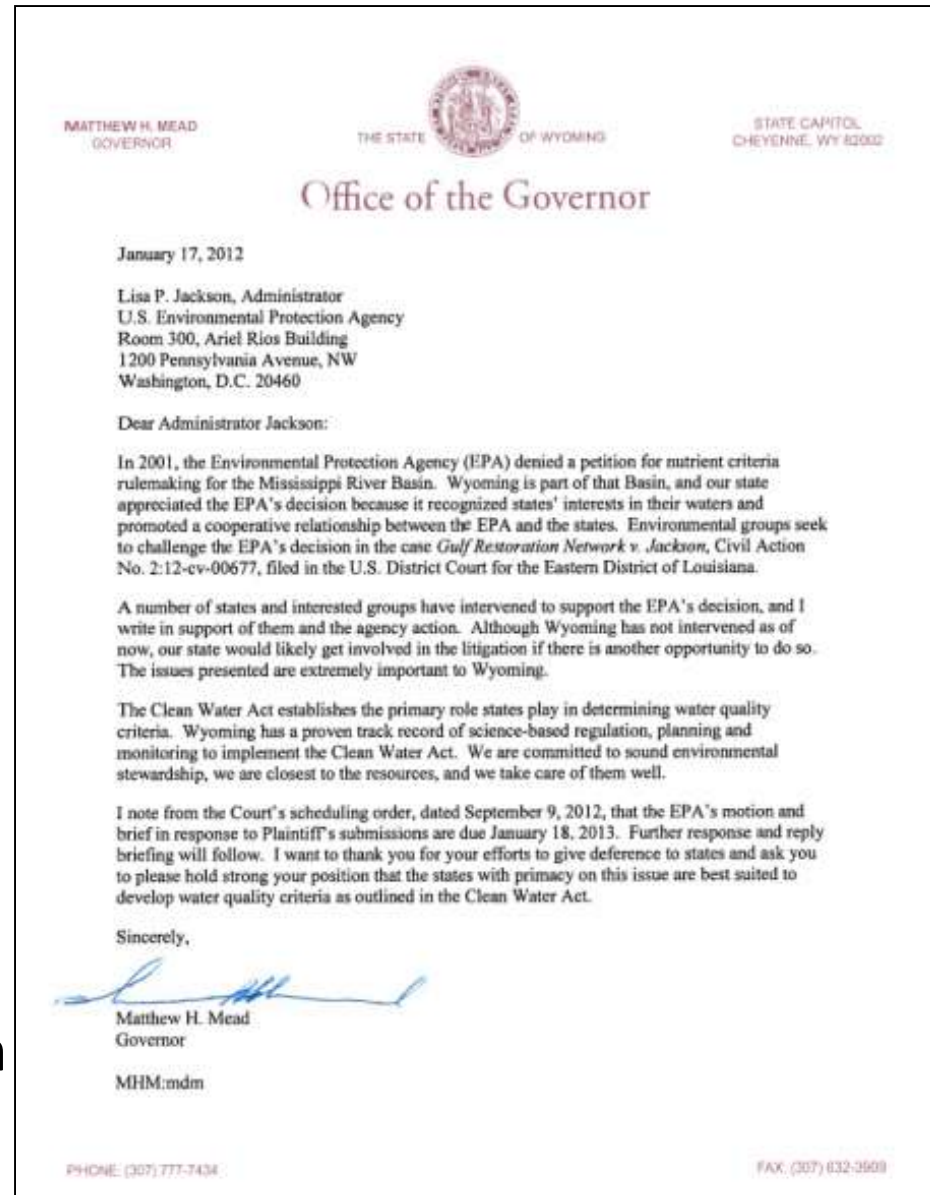 MATTHEW H. MEAD
GOVERNOR
THE STATE OF WYOMING
STATE CAPITOL
CHEYENNE, WY 82002
Office of the Governor
January 17, 2012
Lisa P. Jackson, Administrator
U.S. Environmental Protection Agency
Room 300, Ariel Rios Building
1200 Pennsylvania Avenue, NW
Washington, D.C. 20460
Dear Administrator Jackson:
In 2001, the Environmental Protection Agency (EPA) denied a petition for nutrient criteria
rulemaking for the Mississippi River Basin. Wyoming is part of that Basin, and our state
appreciated the EPA's decision because it recognized states' interests in their waters and
promoted a cooperative relationship between the EPA and the states. Environmental groups seek
to challenge the EPA's decision in the case Gulf Restoration Network v. Jackson, Civil Action
No. 2:12-cv-00677, filed in the U.S. District Court for the Eastern District of Louisiana.
A number of states and interested groups have intervened to support the EPA's decision, and I
write in support of them and the agency action. Although Wyoming has not intervened as of
now, our state would likely get involved in the litigation if there is another opportunity to do so.
The issues presented are extremely important to Wyoming.
The Clean Water Act establishes the primary role states play in determining water quality
criteria. Wyoming has a proven track record of science-based regulation, planning and
monitoring to implement the Clean Water Act. We are committed to sound environmental
stewardship, we are closest to the resources, and we take care of them well.
I note from the Court's scheduling order, dated September 9, 2012, that the EPA's motion and
brief in response to Plaintiff's submissions are due January 18, 2013. Further response and reply
briefing will follow. I want to thank you for your efforts to give deference to states and ask you
to please hold strong your position that the states with primacy on this issue are best suited to
develop water quality criteria as outlined in the Clean Water Act.
Sincerely,
Matthew H. Mead
Governor
MHM:mdm
PHONE: (307) 777-7434
FAX: (307) 632-3909